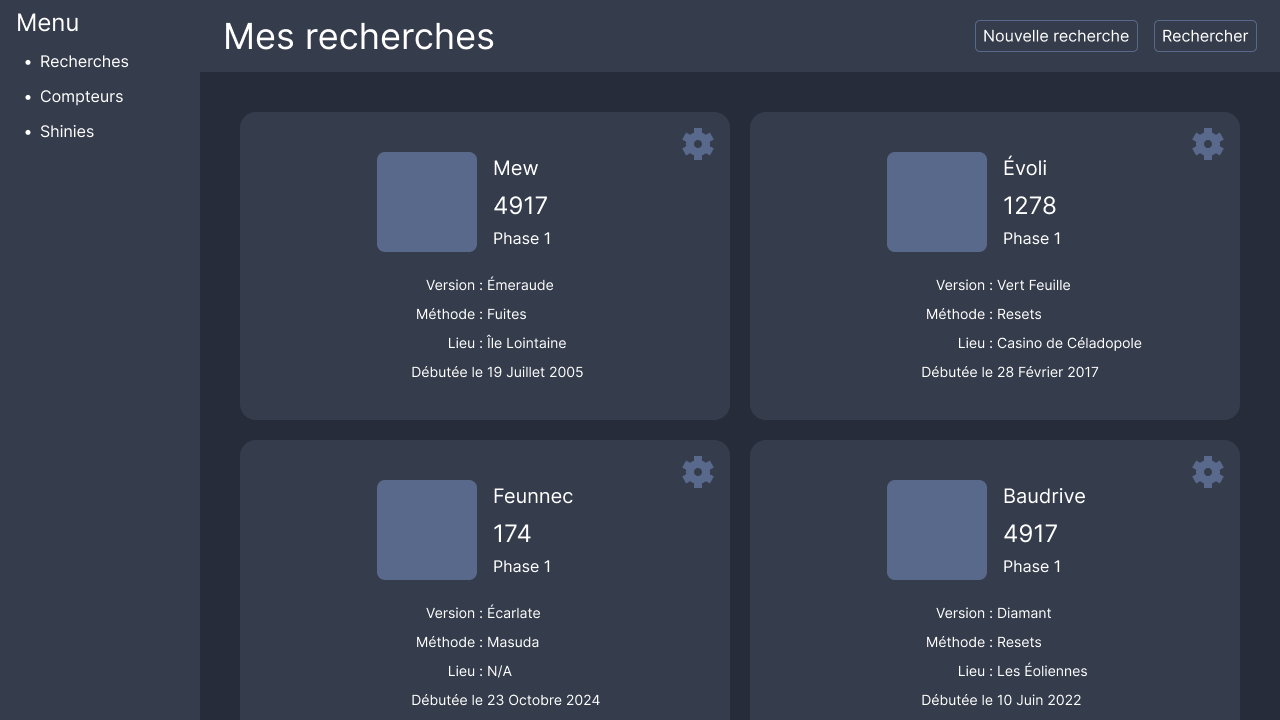 Menu
• Recherches
• Compteurs
• Shinies
Mes recherches
Nouvelle recherche
Rechercher
Mew
4917
Phase 1
Version : Émeraude
Méthode : Fuites
Lieu : Île Lointaine
Débutée le 19 Juillet 2005
Évoli
1278
Phase 1
Version : Vert Feuille
Méthode : Resets
Lieu : Casino de Céladopole
Débutée le 28 Février 2017
Feunnec
174
Phase 1
Version : Écarlate
Méthode : Masuda
Lieu : N/A
Débutée le 23 Octobre 2024
Baudrive
4917
Phase 1
Version : Diamant
Méthode : Resets
Lieu : Les Éoliennes
Débutée le 10 Juin 2022